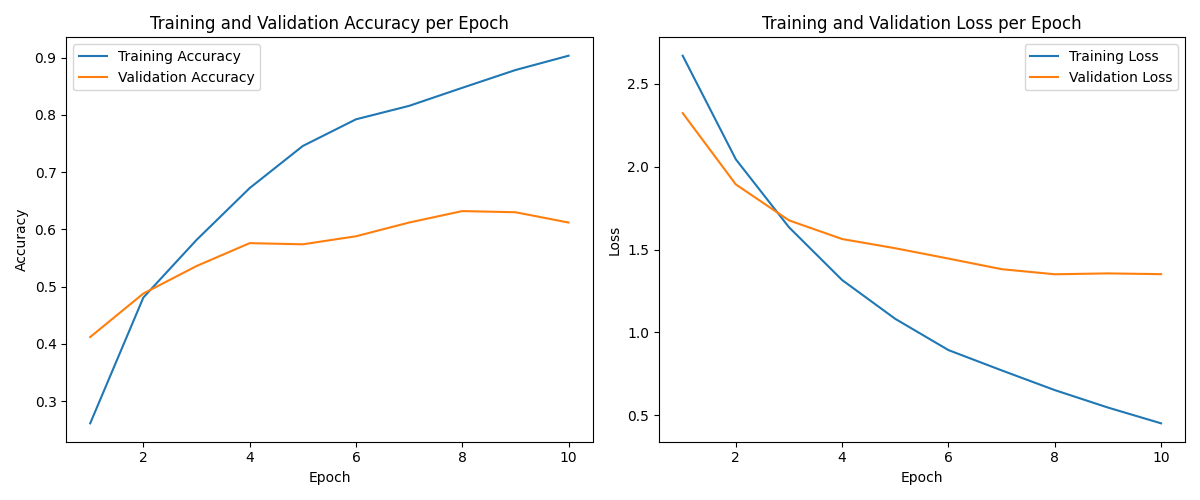 Training and Validation Accuracy per Epoch
Training Accuracy
Validation Accuracy
Accuracy
0.9
0.8
0.7
0.6
0.5
0.4
0.3
2 4 6 8 10
Epoch
Training and Validation Loss per Epoch
Training Loss
Validation Loss
Loss
2.5
2.0
1.5
1.0
0.5
2 4 6 8 10
Epoch